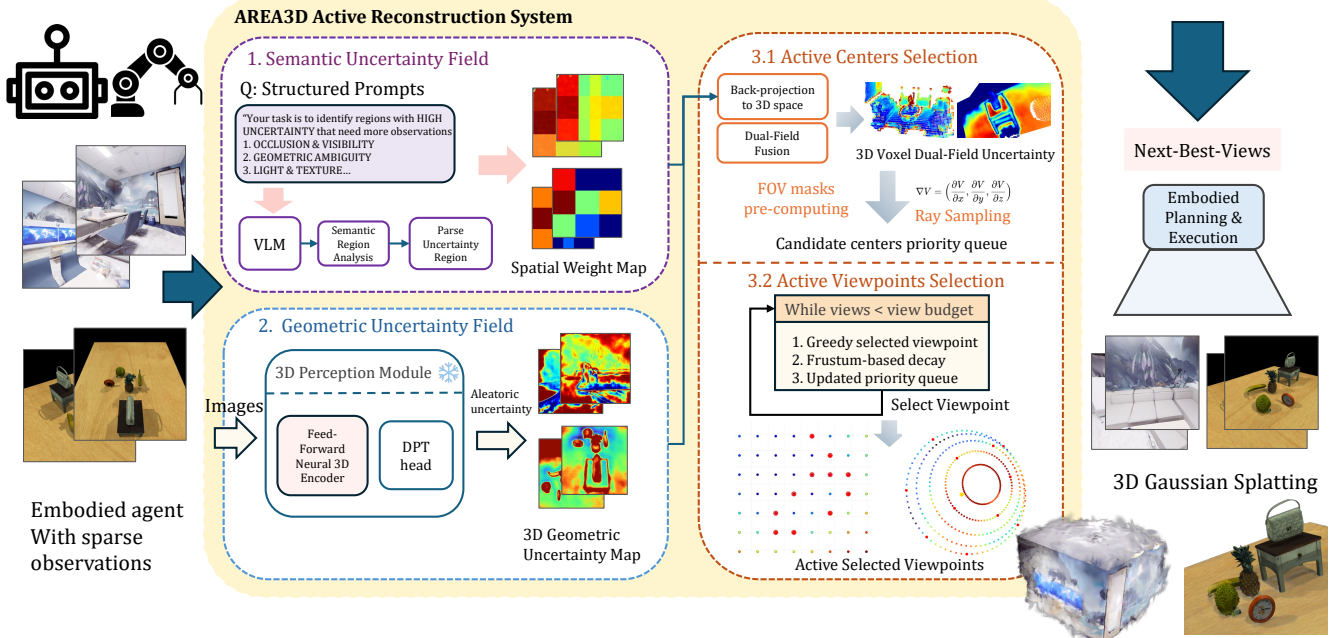 AREA3D Active Reconstruction System
1. Semantic Uncertainty Field
Q: Structured Prompts
"Your task is to identify regions with HIGH
UNCERTAINTY that need more observations
1. OCCLUSION & VISIBILITY
2. GEOMETRIC AMBIGUITY
3. LIGHT & TEXTURE...
VLM
Semantic
Region
Analysis
Parse
Uncertainty
Region
Spatial Weight Map
2. Geometric Uncertainty Field
3D Perception Module
Feed-
Forward
Neural 3D
Encoder
DPT
head
Aleatoric
uncertainty
3D Geometric
Uncertainty Map
Images
Embodied agent
With sparse
observations
3.1 Active Centers Selection
Back-projection
to 3D space
Dual-Field
Fusion
3D Voxel Dual-Field Uncertainty
FOV masks
pre-computing
∇V = (∂V/∂x, ∂V/∂y, ∂V/∂z)
Ray Sampling
Candidate centers priority queue
3.2 Active Viewpoints Selection
While views < view budget
1. Greedy selected viewpoint
2. Frustum-based decay
3. Updated priority queue
Select Viewpoint
Active Selected Viewpoints
Next-Best-Views
Embodied
Planning &
Execution
3D Gaussian Splatting